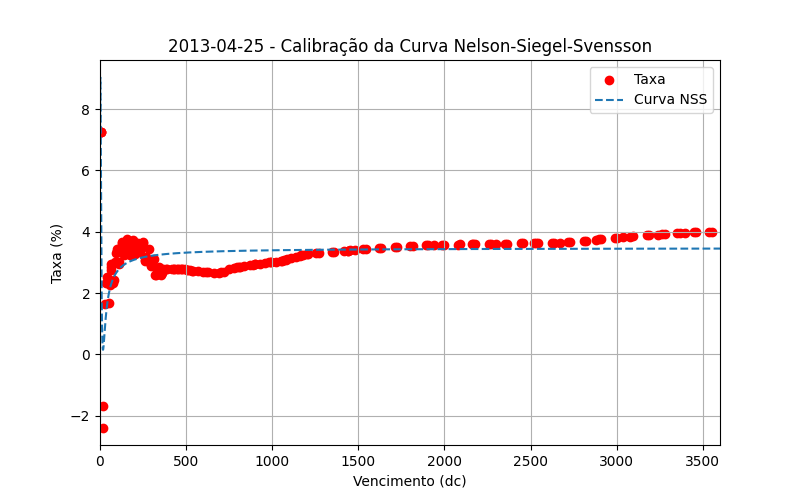 2013-04-25 - Calibração da Curva Nelson-Siegel-Svensson
Taxa
Curva NSS
Taxa (%)
8
6
4
2
0
−2
0 500 1000 1500 2000 2500 3000 3500
Vencimento (dc)